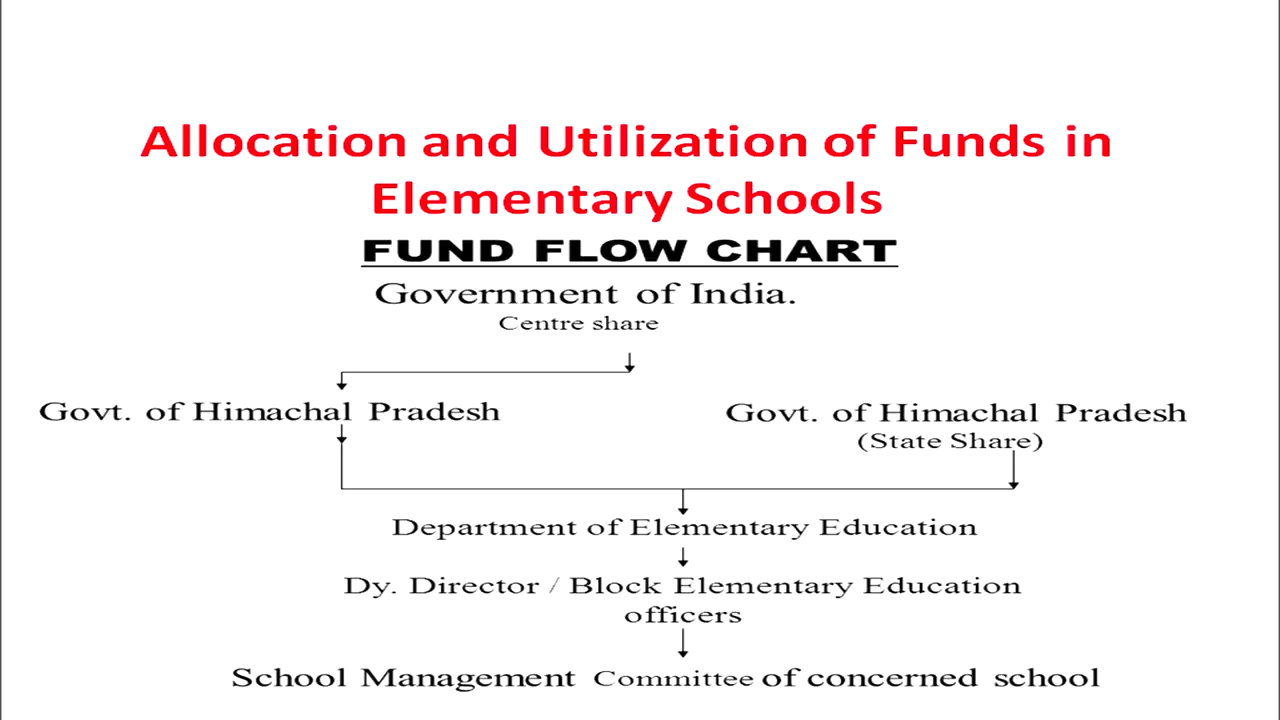 Allocation and Utilization of Funds in
Elementary Schools
FUND FLOW CHART
Government of India.
Centre share
Govt. of Himachal Pradesh
Govt. of Himachal Pradesh
(State Share)
Department of Elementary Education
Dy. Director / Block Elementary Education
officers
School Management Committee of concerned school